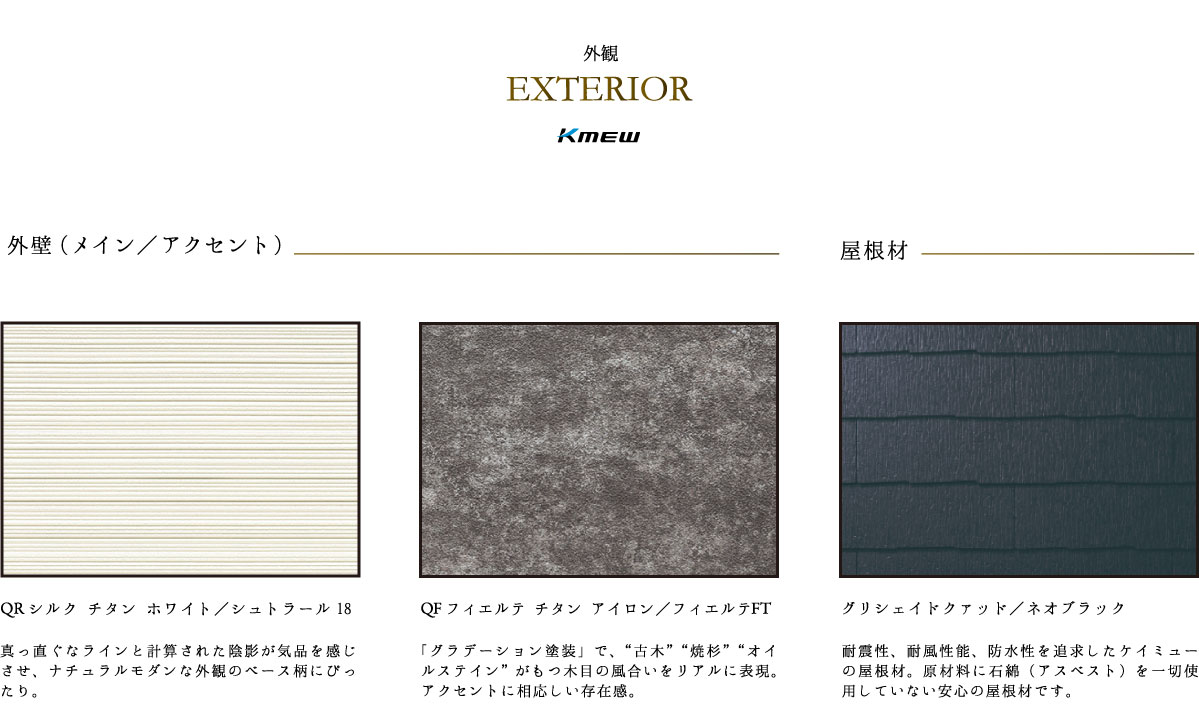 外観
EXTERIOR
KMEW
外壁（メイン／アクセント）
屋根材
QRシルク チタン ホワイト／シュトラール 18
真っ直ぐなラインと計算された陰影が気品を感じ
させ、ナチュラルモダンな外観のベース柄にぴっ
たり。
QFフィエルテ チタン アイロン／フィエルテFT
「グラデーション塗装」で、“古木” “焼杉” “オイ
ルステイン” がもつ木目の風合いをリアルに表現。
アクセントに相応しい存在感。
グリシェイドクァッド／ネオブラック
耐震性、耐風性能、防水性を追求したケイミュー
の屋根材。原材料に石綿（アスベスト）を一切使
用していない安心の屋根材です。